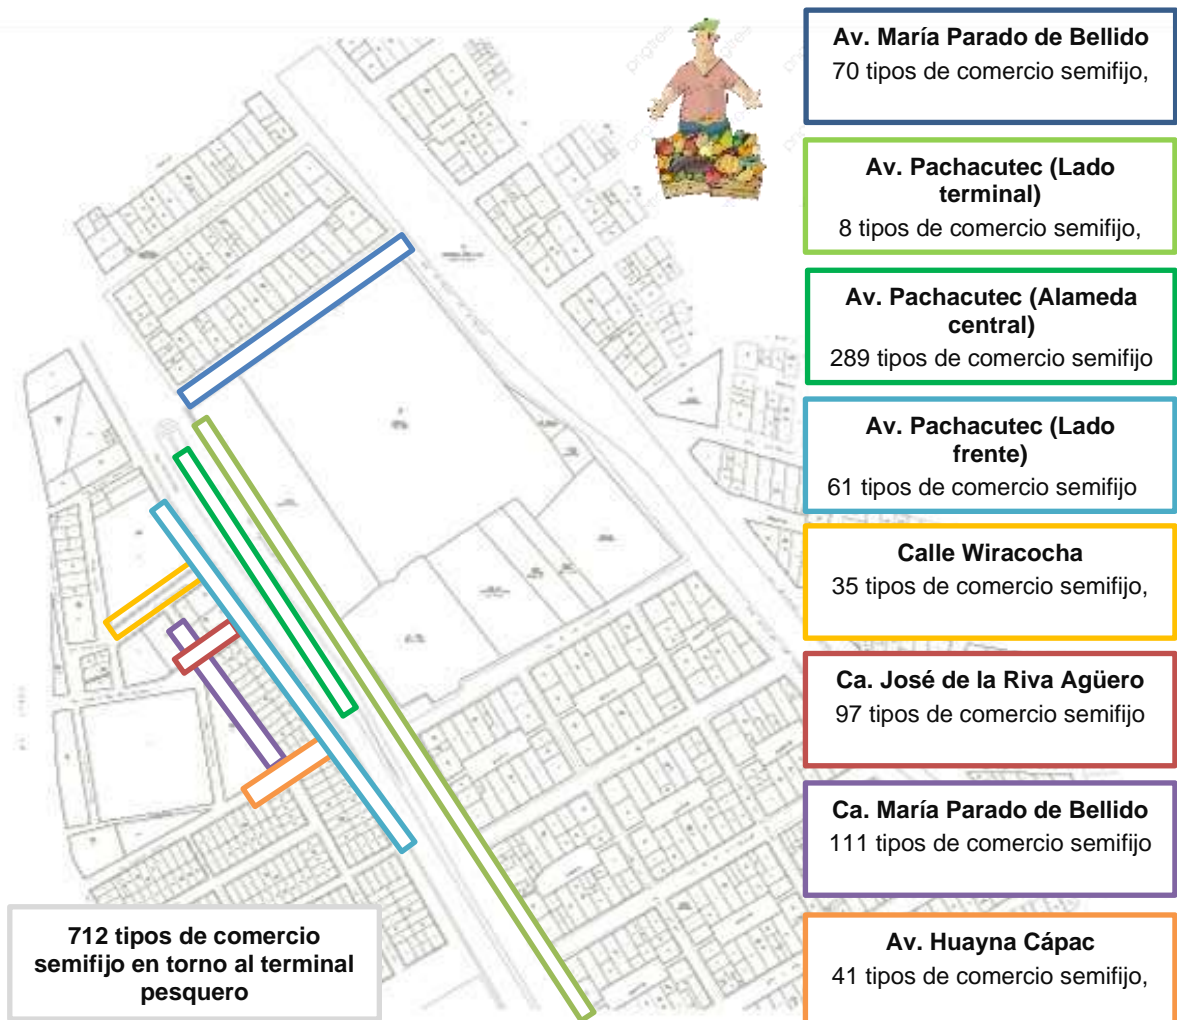 Av. María Parado de Bellido
70 tipos de comercio semifijo,
Av. Pachacutec (Lado
terminal)
8 tipos de comercio semifijo,
Av. Pachacutec (Alameda
central)
289 tipos de comercio semifijo
Av. Pachacutec (Lado
frente)
61 tipos de comercio semifijo
Calle Wiracocha
35 tipos de comercio semifijo,
Ca. José de la Riva Agüero
97 tipos de comercio semifijo
Ca. María Parado de Bellido
111 tipos de comercio semifijo
Av. Huayna Cápac
41 tipos de comercio semifijo,
712 tipos de comercio
semifijo en torno al terminal
pesquero